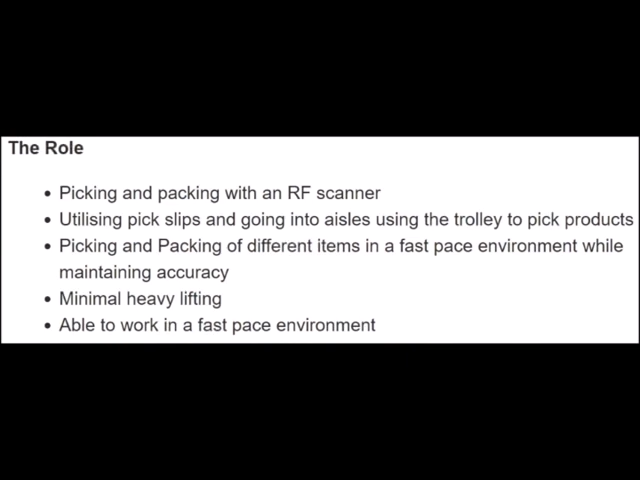 The Role
• Picking and packing with an RF scanner
• Utilising pick slips and going into aisles using the trolley to pick products
• Picking and Packing of different items in a fast pace environment while
maintaining accuracy
• Minimal heavy lifting
• Able to work in a fast pace environment